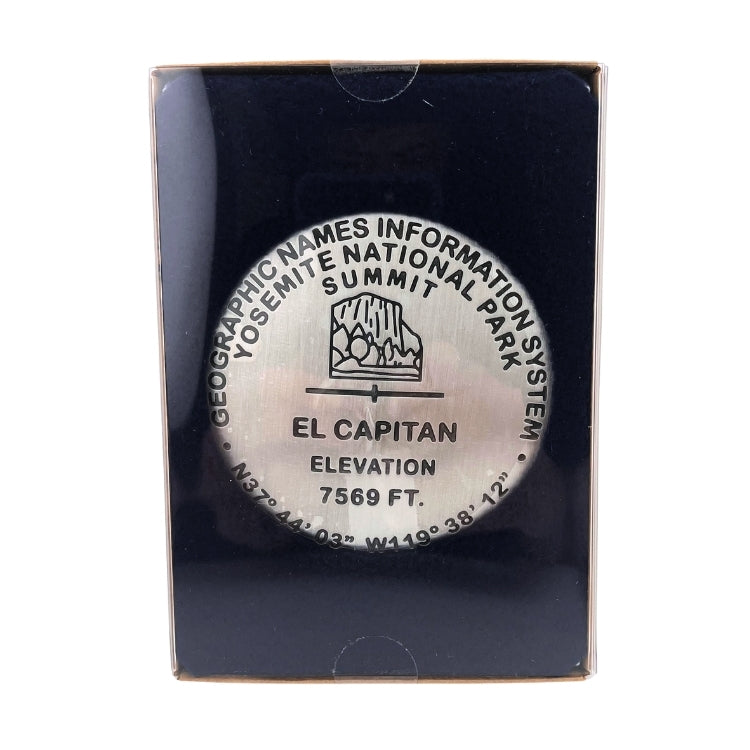 • GEOGRAPHIC NAMES INFORMATION SYSTEM •
YOSEMITE NATIONAL PARK
SUMMIT
EL CAPITAN
ELEVATION
7569 FT.
N37° 44' 03" W119° 38' 12"